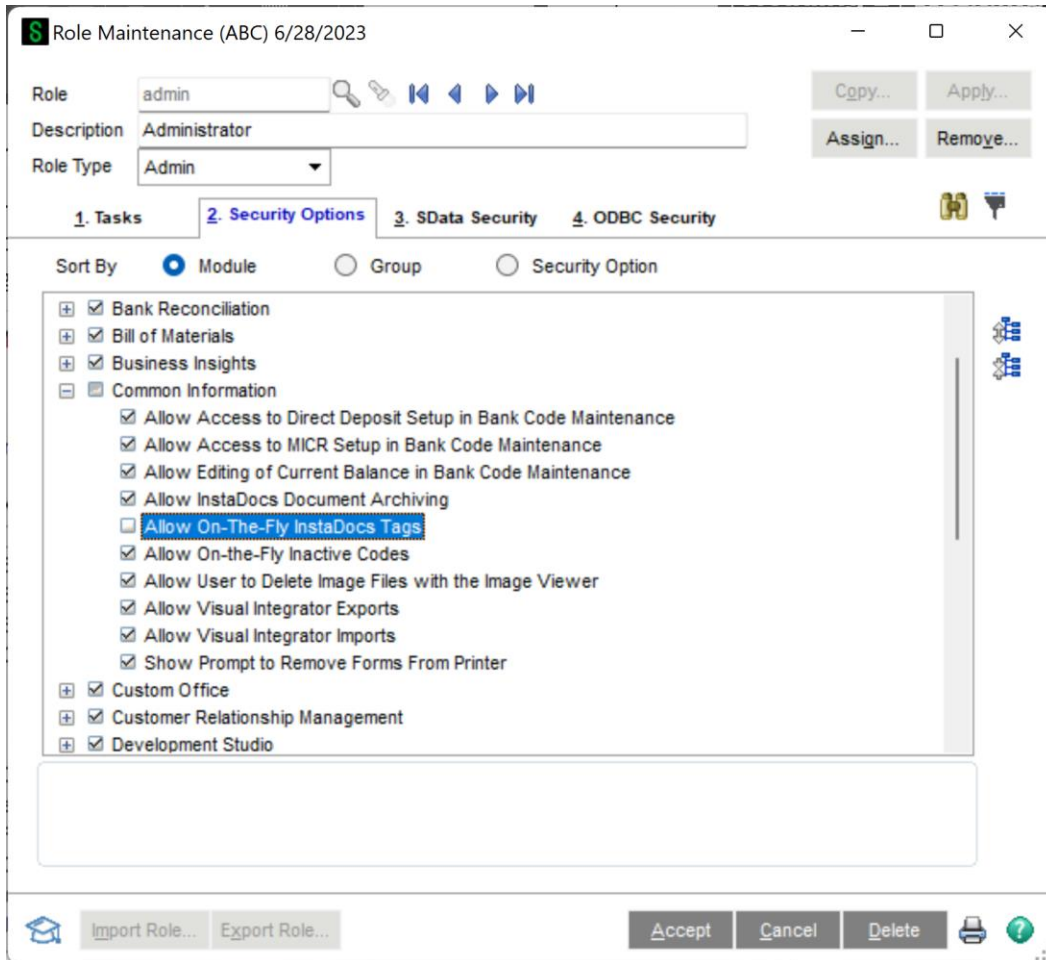 S Role Maintenance (ABC) 6/28/2023
Role admin Copy... Apply...
Description Administrator Assign... Remove...
Role Type Admin
1. Tasks 2. Security Options 3. SData Security 4. ODBC Security
Sort By Module Group Security Option
Bank Reconciliation
Bill of Materials
Business Insights
Common Information
Allow Access to Direct Deposit Setup in Bank Code Maintenance
Allow Access to MICR Setup in Bank Code Maintenance
Allow Editing of Current Balance in Bank Code Maintenance
Allow InstaDocs Document Archiving
Allow On-The-Fly InstaDocs Tags
Allow On-the-Fly Inactive Codes
Allow User to Delete Image Files with the Image Viewer
Allow Visual Integrator Exports
Allow Visual Integrator Imports
Show Prompt to Remove Forms From Printer
Custom Office
Customer Relationship Management
Development Studio
Import Role... Export Role... Accept Cancel Delete ?